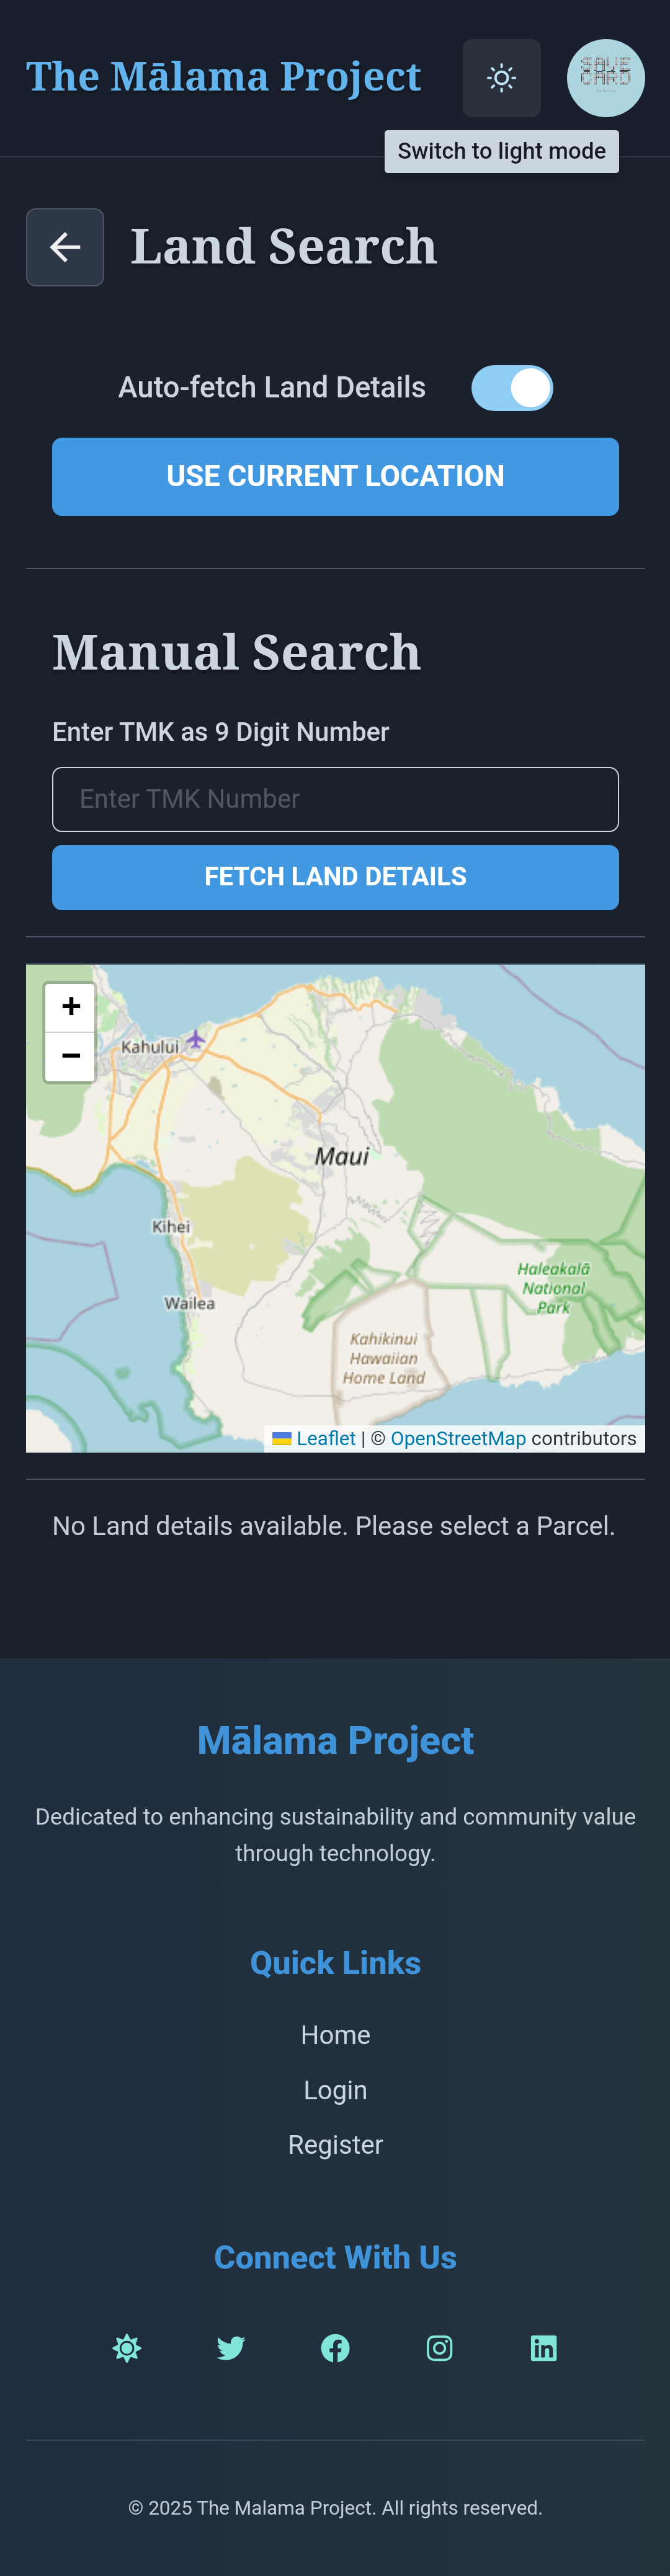 The Mālama Project
Switch to light mode
Land Search
Auto-fetch Land Details
USE CURRENT LOCATION
Manual Search
Enter TMK as 9 Digit Number
Enter TMK Number
FETCH LAND DETAILS
+
−
Kahului
Maui
Kihei
Wailea
Haleakalā
National
Park
Kahikinui
Hawaiian
Home Land
Leaflet | © OpenStreetMap contributors
No Land details available. Please select a Parcel.
Mālama Project
Dedicated to enhancing sustainability and community value
through technology.
Quick Links
Home
Login
Register
Connect With Us
© 2025 The Malama Project. All rights reserved.